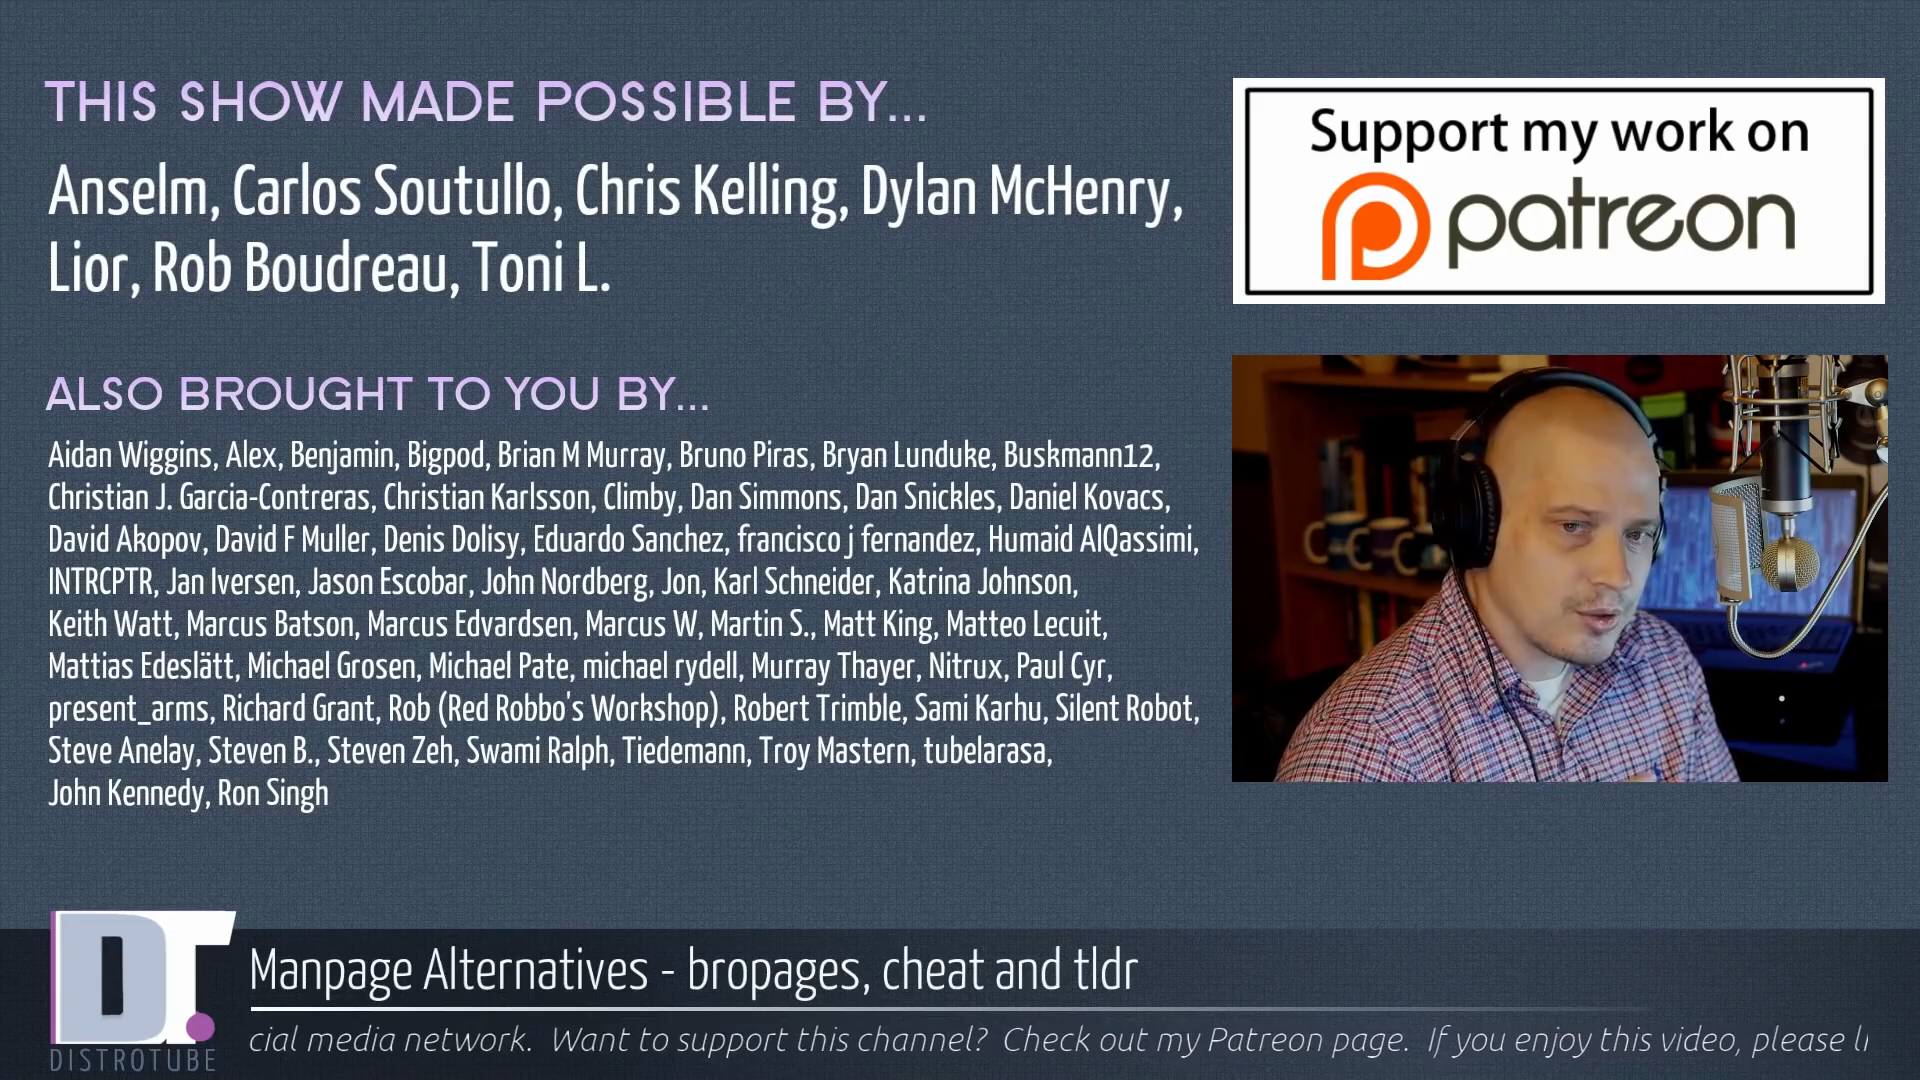 THIS SHOW MADE POSSIBLE BY...
Anselm, Carlos Soutullo, Chris Kelling, Dylan McHenry,
Lior, Rob Boudreau, Toni L.
Support my work on
patreon
ALSO BROUGHT TO YOU BY...
Aidan Wiggins, Alex, Benjamin, Bigpod, Brian M Murray, Bruno Piras, Bryan Lunduke, Buskmann12,
Christian J. Garcia-Contreras, Christian Karlsson, Climby, Dan Simmons, Dan Snickles, Daniel Kovacs,
David Akopov, David F Muller, Denis Dolisy, Eduardo Sanchez, francisco j fernandez, Humaid AlQassimi,
INTRCPTR, Jan Iversen, Jason Escobar, John Nordberg, Jon, Karl Schneider, Katrina Johnson,
Keith Watt, Marcus Batson, Marcus Edvardsen, Marcus W, Martin S., Matt King, Matteo Lecuit,
Mattias Edeslätt, Michael Grosen, Michael Pate, michael rydell, Murray Thayer, Nitrux, Paul Cyr,
present_arms, Richard Grant, Rob (Red Robbo's Workshop), Robert Trimble, Sami Karhu, Silent Robot,
Steve Anelay, Steven B., Steven Zeh, Swami Ralph, Tiedemann, Troy Mastern, tubelarasa,
John Kennedy, Ron Singh
DT
DISTROTUBE
Manpage Alternatives - bropages, cheat and tldr
cial media network. Want to support this channel? Check out my Patreon page. If you enjoy this video, please li